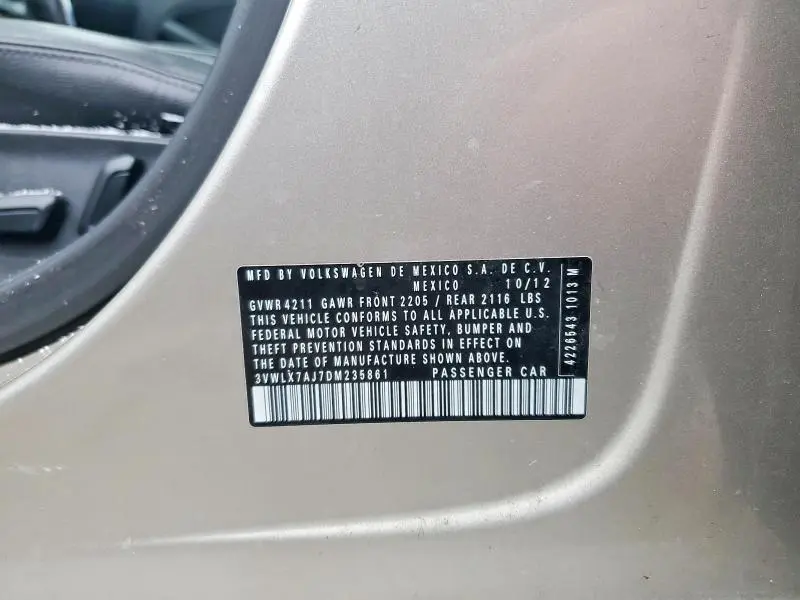 MFD BY VOLKSWAGEN DE MEXICO S.A. DE C.V.
MEXICO 10/12
GVWR 4211 GAWR FRONT 2205 / REAR 2116 LBS
THIS VEHICLE CONFORMS TO ALL APPLICABLE U.S.
FEDERAL MOTOR VEHICLE SAFETY, BUMPER AND
THEFT PREVENTION STANDARDS IN EFFECT ON
THE DATE OF MANUFACTURE SHOWN ABOVE.
3VWLX7AJ7DM235861 PASSENGER CAR
4226543 1013 M